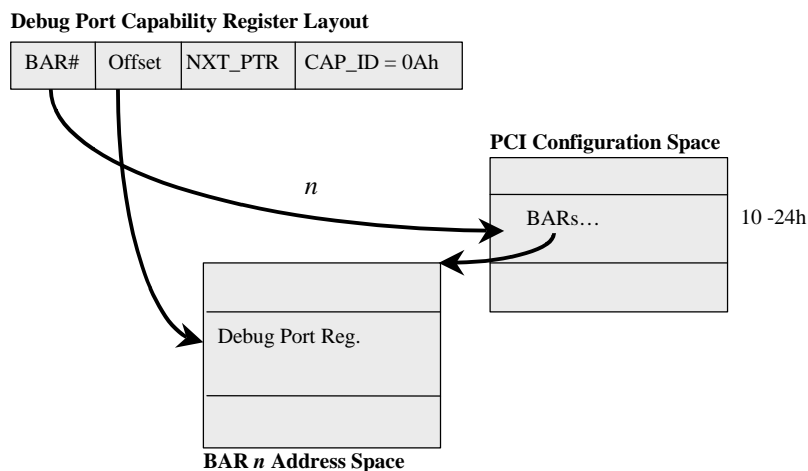 Debug Port Capability Register Layout
BAR# Offset NXT_PTR CAP_ID = 0Ah
PCI Configuration Space
n
BARs… 10 -24h
Debug Port Reg.
BAR n Address Space